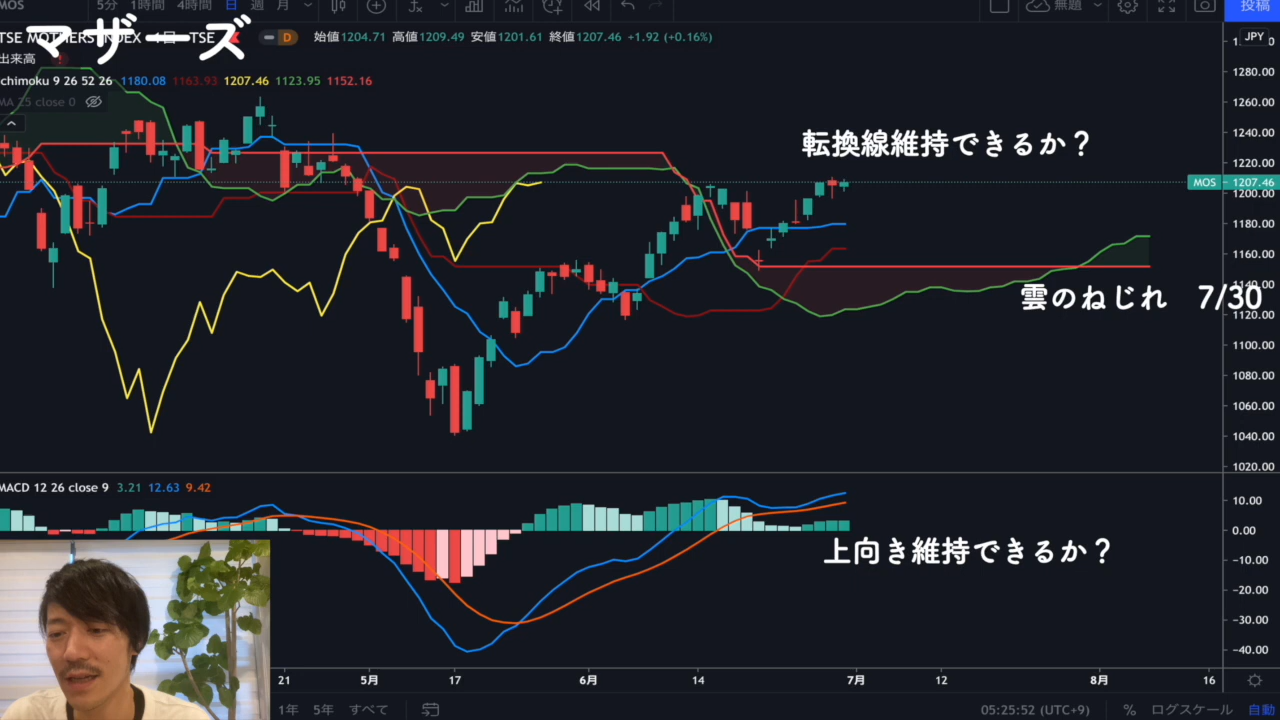 MOS 5分 1時間 4時間 日 週 月 無題 投稿
TSE MOTHERS INDEX 1日 TSE D 始値1204.71 高値1209.49 安値1201.61 終値1207.46 +1.92 (+0.16%) JPY
マザーズ
出来高
chimoku 9 26 52 26 1180.08 1163.93 1207.46 1123.95 1152.16
MA 25 close 0
1280.00
1260.00
1240.00
転換線維持できるか？
1220.00
MOS 1207.46
1200.00
1180.00
1160.00
1140.00
雲のねじれ 7/30
1120.00
1100.00
1080.00
1060.00
1040.00
1020.00
MACD 12 26 close 9 3.21 12.63 9.42
10.00
0.00
上向き維持できるか？
-10.00
-20.00
-30.00
-40.00
21 5月 17 6月 14 7月 12 8月 16
1年 5年 すべて 05:25:52 (UTC+9) % ログスケール 自動